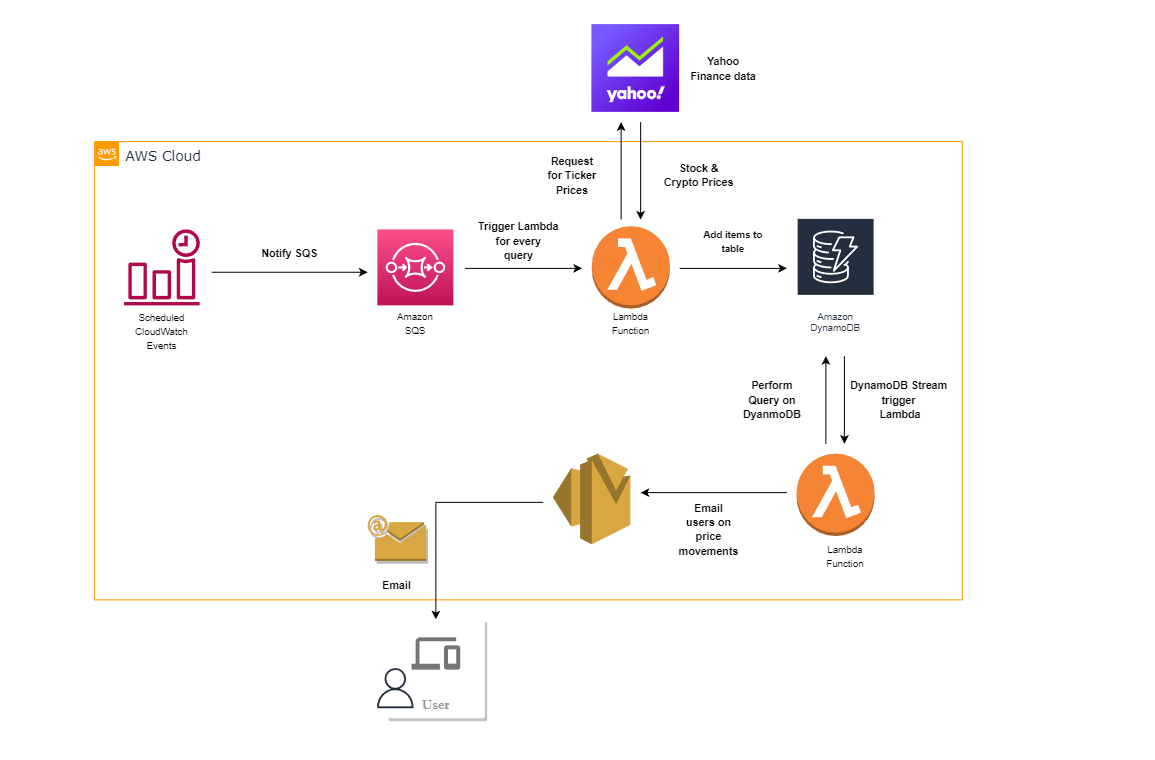 Yahoo
Finance data
yahoo!
aws
AWS Cloud
Request
for Ticker
Prices
Stock &
Crypto Prices
Notify SQS
Trigger Lambda
for every
query
Add items to
table
Scheduled
CloudWatch
Events
Amazon
SQS
Lambda
Function
Amazon
DynamoDB
Perform
Query on
DyanmoDB
DynamoDB Stream
trigger
Lambda
Email
users on
price
movements
Lambda
Function
@
Email
User